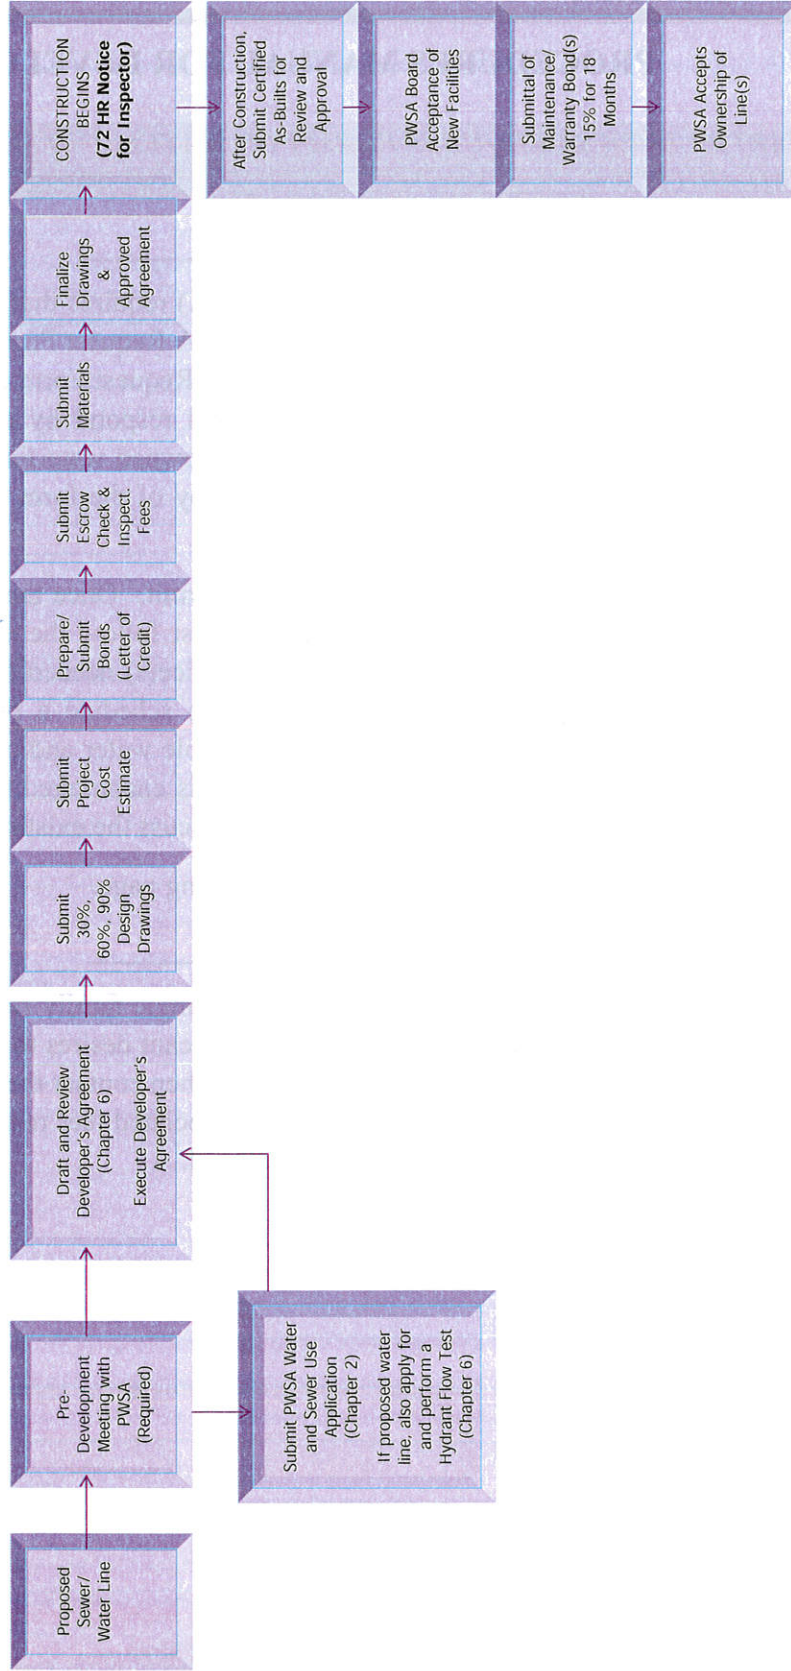 Proposed
Sewer/
Water Line
Pre-
Development
Meeting with
PWSA
(Required)
Submit PWSA Water
and Sewer Use
Application
(Chapter 2)
If proposed water
line, also apply for
and perform a
Hydrant Flow Test
(Chapter 6)
Draft and Review
Developer's Agreement
(Chapter 6)
Execute Developer's
Agreement
Submit
30%,
60%, 90%
Design
Drawings
Submit
Project
Cost
Estimate
Prepare/
Submit
Bonds
(Letter of
Credit)
Submit
Escrow
Check &
Inspect.
Fees
Submit
Materials
Finalize
Drawings
&
Approved
Agreement
CONSTRUCTION
BEGINS
(72 HR Notice
for Inspector)
After Construction,
Submit Certified
As-Builts for
Review and
Approval
PWSA Board
Acceptance of
New Facilities
Submittal of
Maintenance/
Warranty Bond(s)
15% for 18
Months
PWSA Accepts
Ownership of
Line(s)